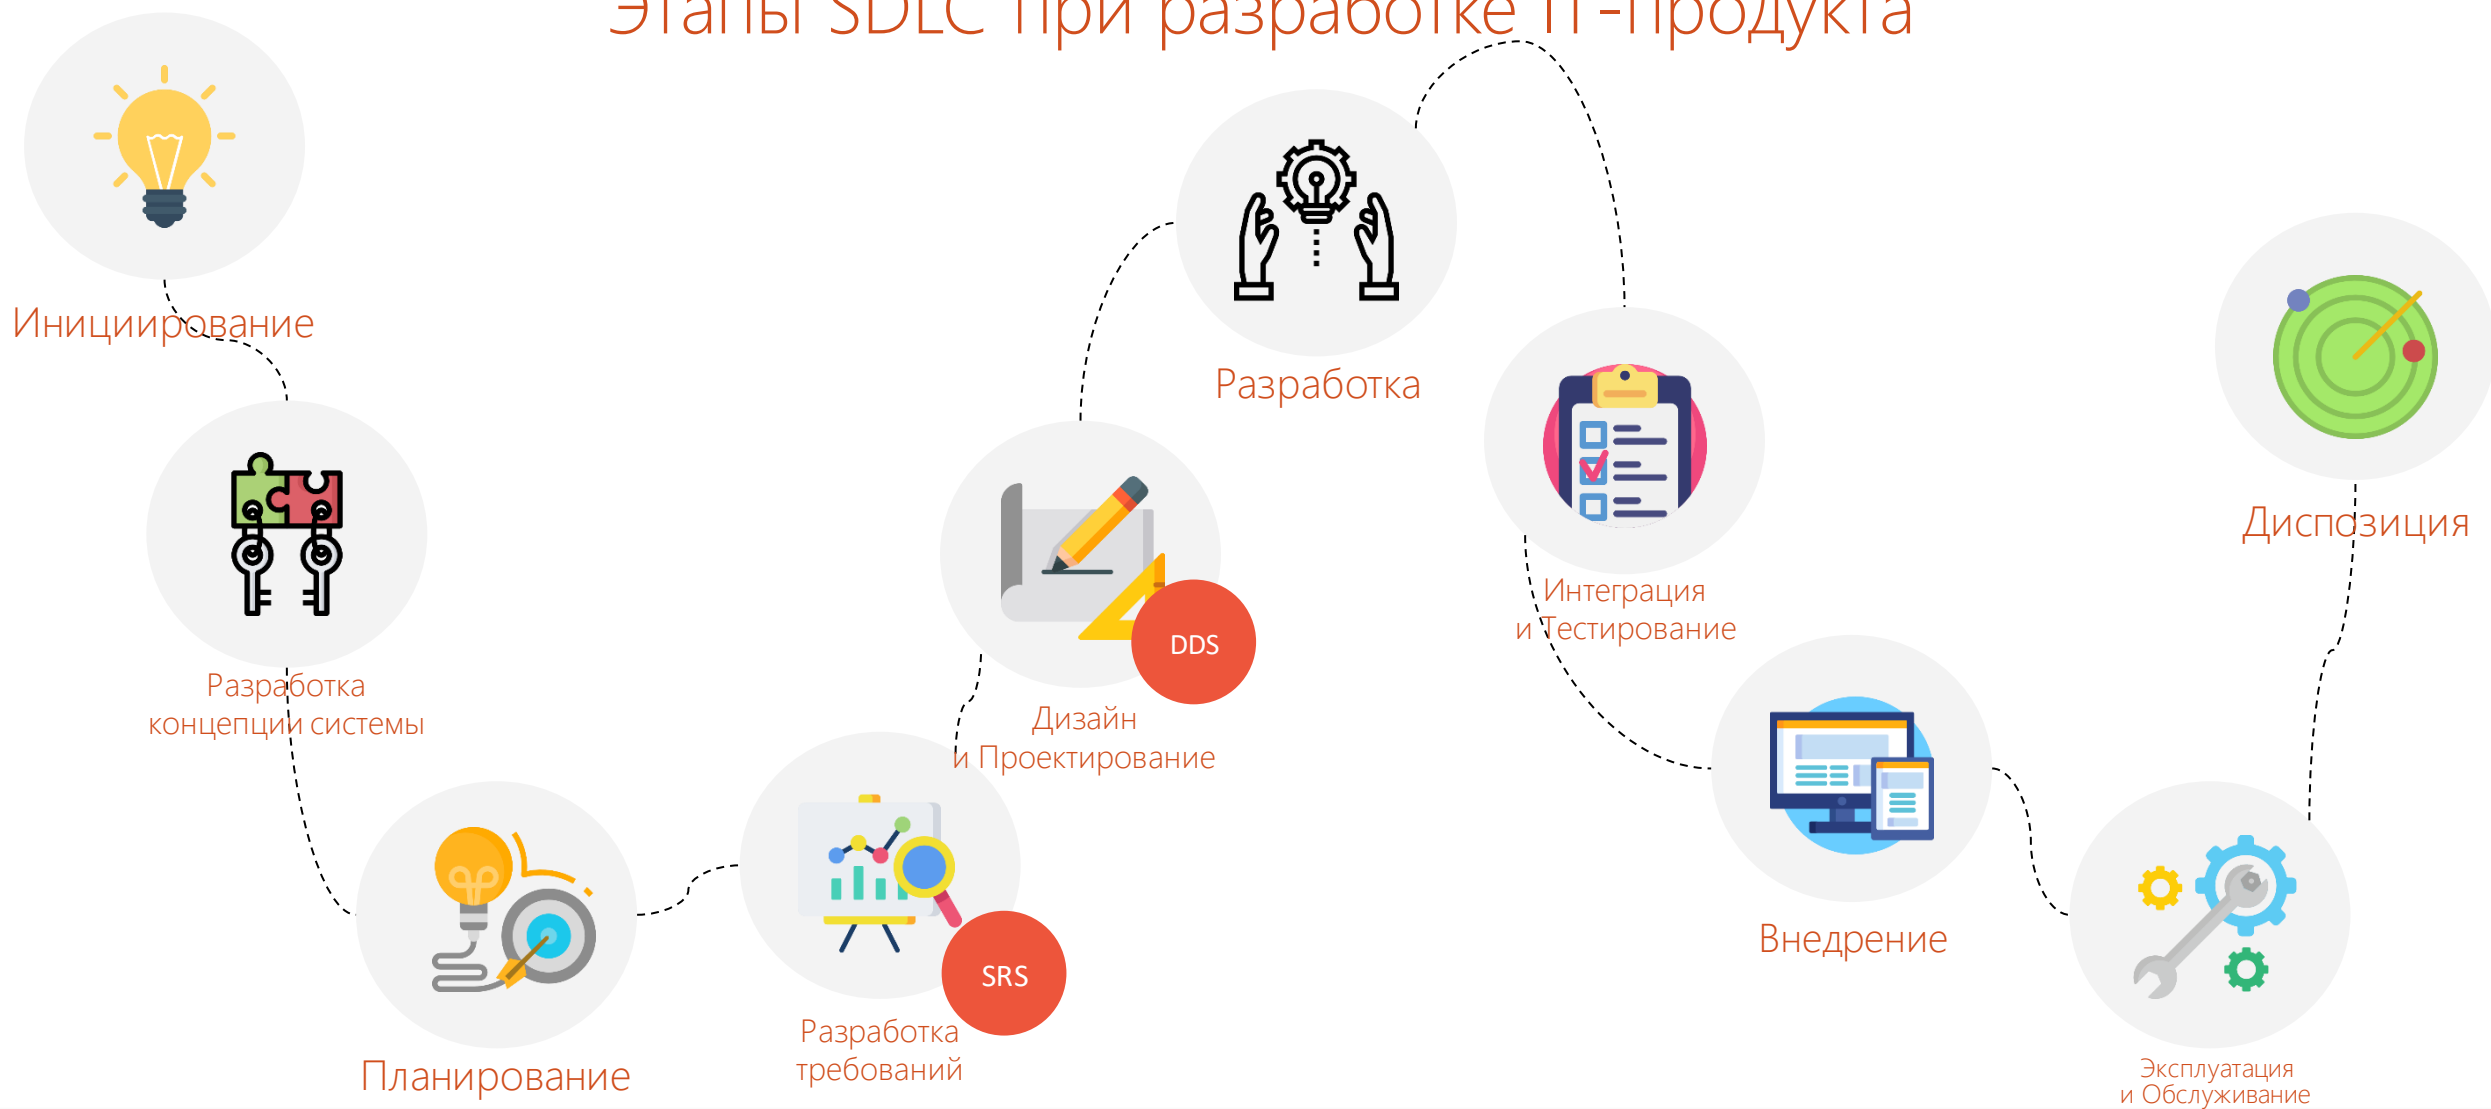 Этапы SDLC при разработке IT-продукта
Инициирование
Разработка
концепции системы
Планирование
Разработка
требований
SRS
Дизайн
и Проектирование
DDS
Разработка
Интеграция
и Тестирование
Внедрение
Эксплуатация
и Обслуживание
Диспозиция